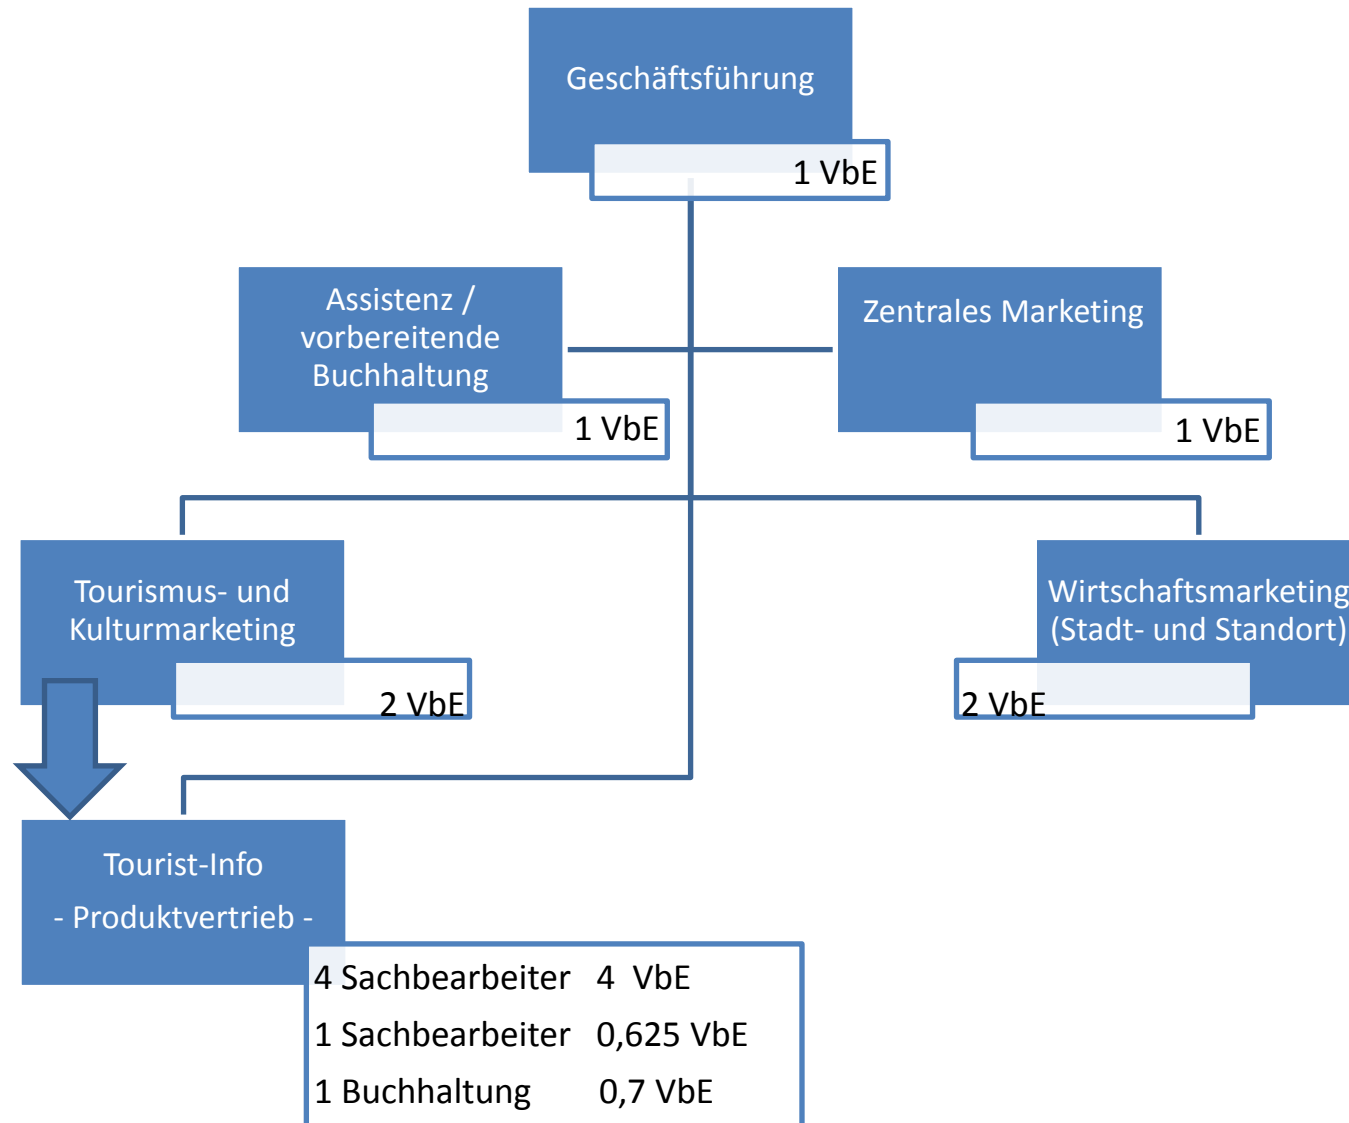 Geschäftsführung
1 VbE
Assistenz /
vorbereitende
Buchhaltung
1 VbE
Zentrales Marketing
1 VbE
Tourismus- und
Kulturmarketing
2 VbE
Wirtschaftsmarketing
(Stadt- und Standort)
2 VbE
Tourist-Info
- Produktvertrieb -
4 Sachbearbeiter 4 VbE
1 Sachbearbeiter 0,625 VbE
1 Buchhaltung 0,7 VbE